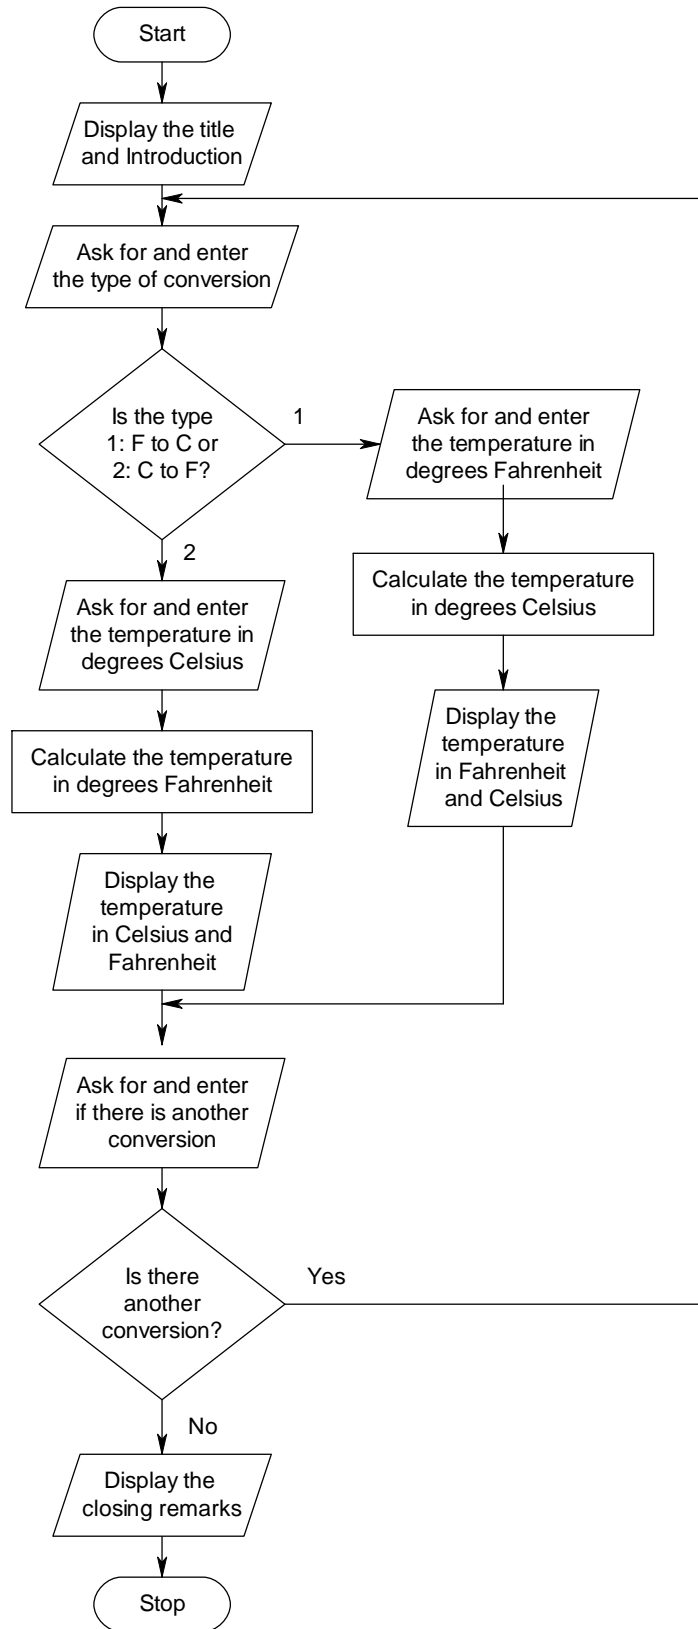 Start
Display the title
and Introduction
Ask for and enter
the type of conversion
Is the type
1: F to C or
2: C to F?
1
Ask for and enter
the temperature in
degrees Fahrenheit
Calculate the temperature
in degrees Celsius
Display the
temperature
in Fahrenheit
and Celsius
2
Ask for and enter
the temperature in
degrees Celsius
Calculate the temperature
in degrees Fahrenheit
Display the
temperature
in Celsius and
Fahrenheit
Ask for and enter
if there is another
conversion
Is there
another
conversion?
Yes
No
Display the
closing remarks
Stop